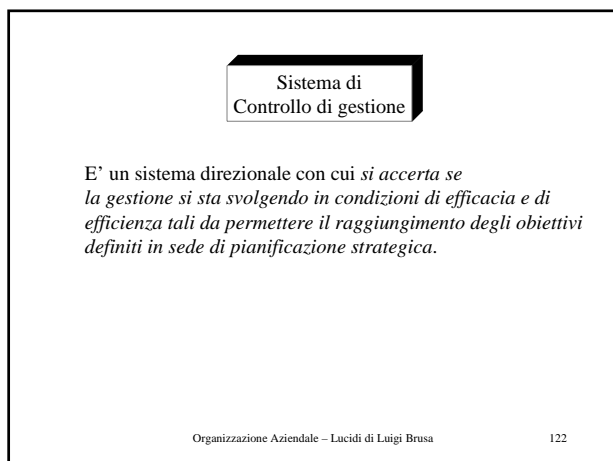 Sistema di
Controllo di gestione
E’ un sistema direzionale con cui si accerta se
la gestione si sta svolgendo in condizioni di efficacia e di
efficienza tali da permettere il raggiungimento degli obiettivi
definiti in sede di pianificazione strategica.
Organizzazione Aziendale – Lucidi di Luigi Brusa 122